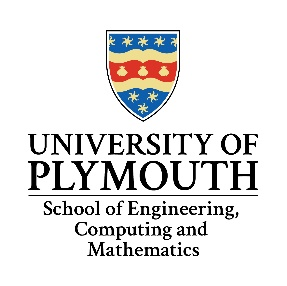 UNIVERSITY OF
PLYMOUTH
School of Engineering,
Computing and
Mathematics